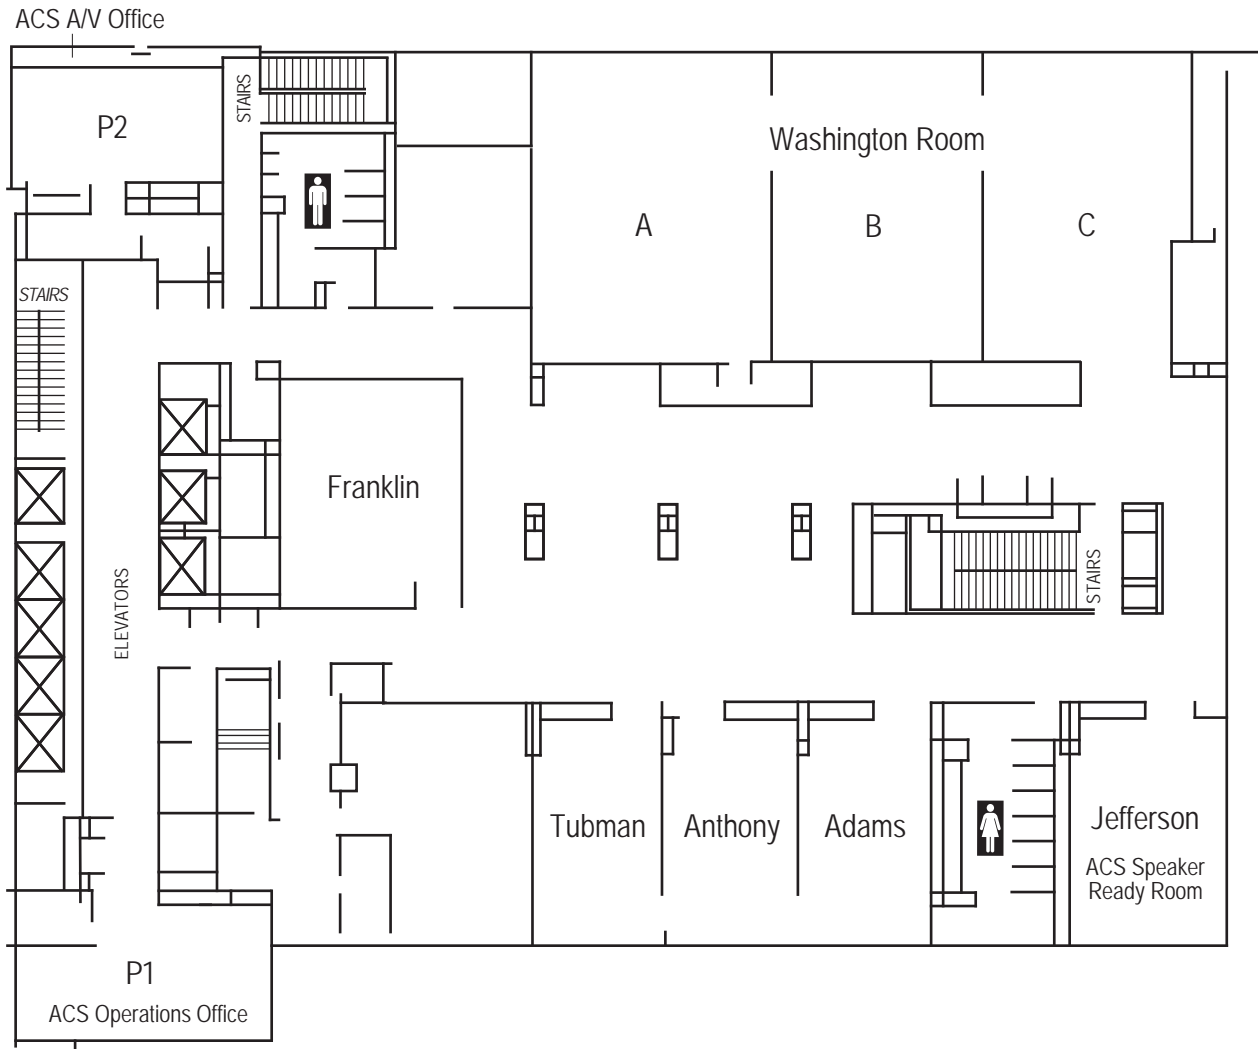 ACS A/V Office
STAIRS
P2
Washington Room
A
B
C
STAIRS
Franklin
STAIRS
ELEVATORS
Tubman
Anthony
Adams
Jefferson
ACS Speaker
Ready Room
P1
ACS Operations Office